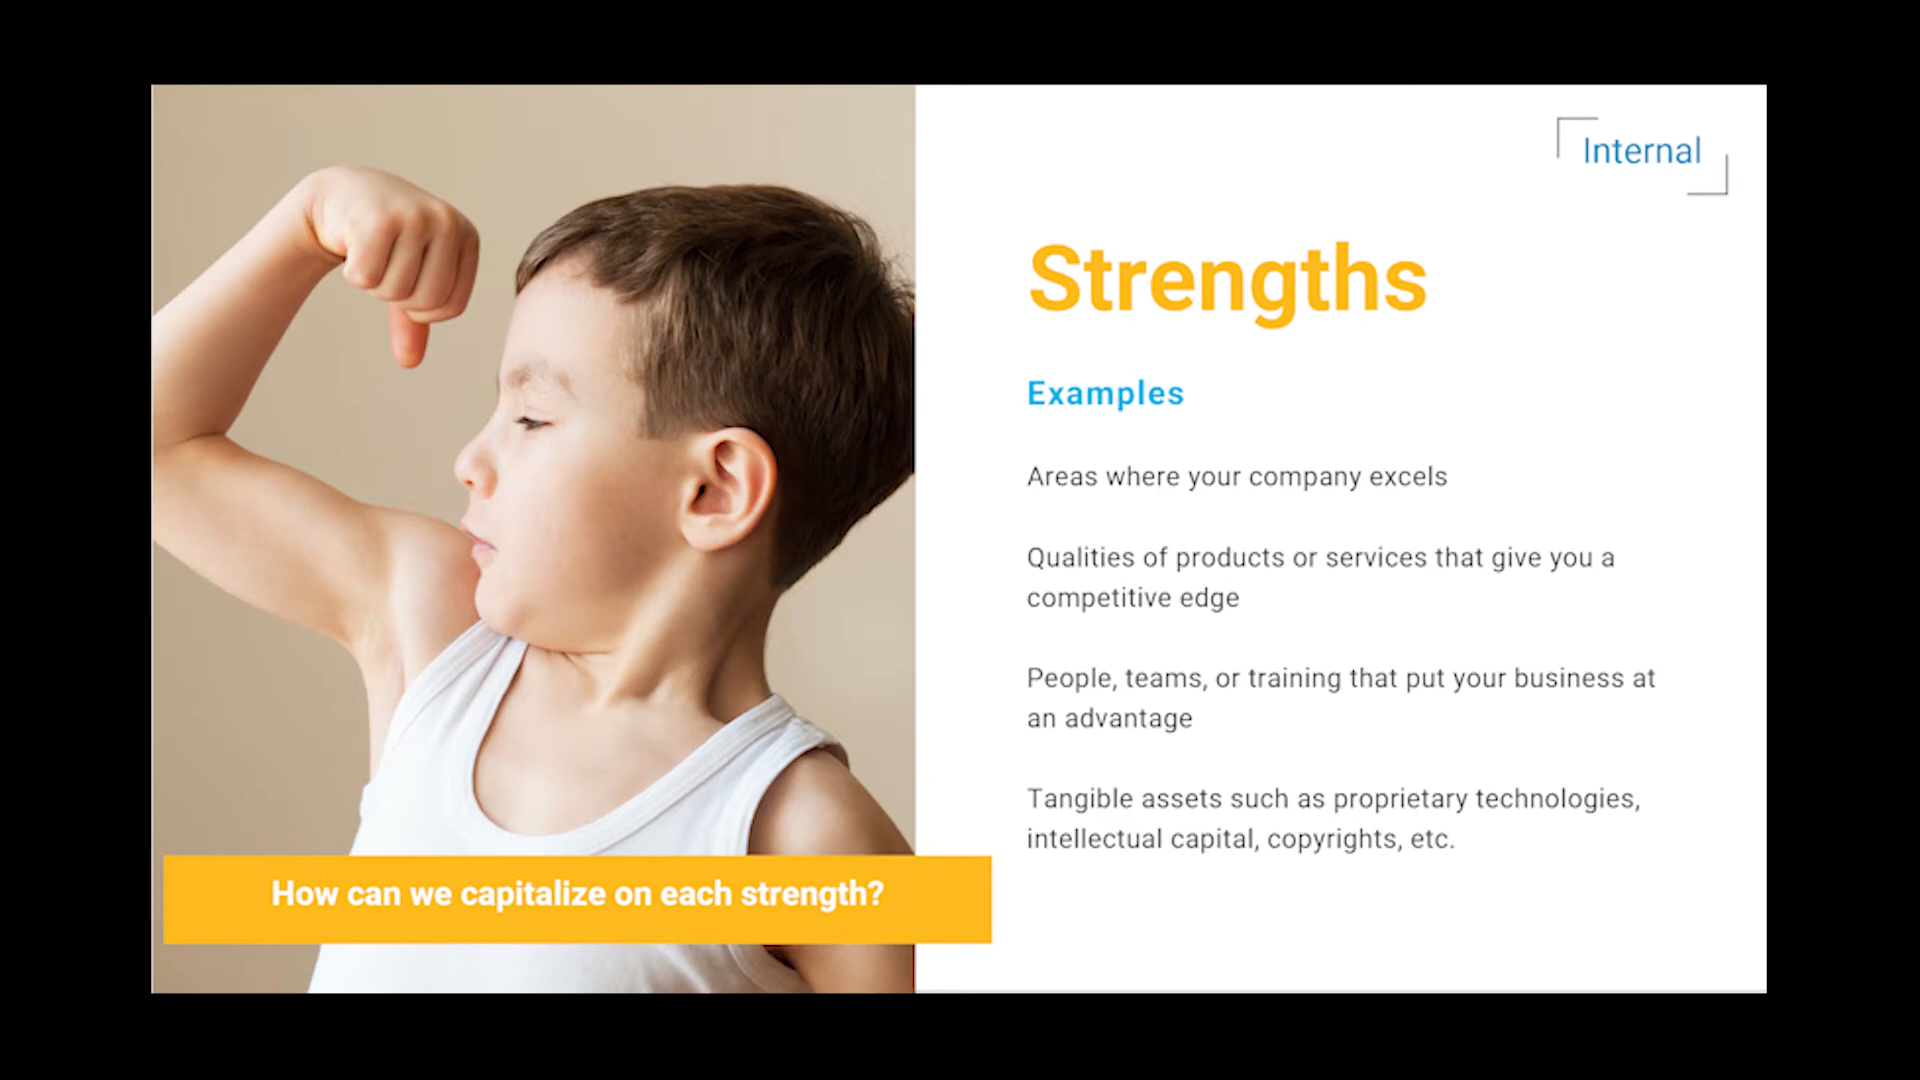 Internal
Strengths
Examples
Areas where your company excels
Qualities of products or services that give you a
competitive edge
People, teams, or training that put your business at
an advantage
Tangible assets such as proprietary technologies,
intellectual capital, copyrights, etc.
How can we capitalize on each strength?